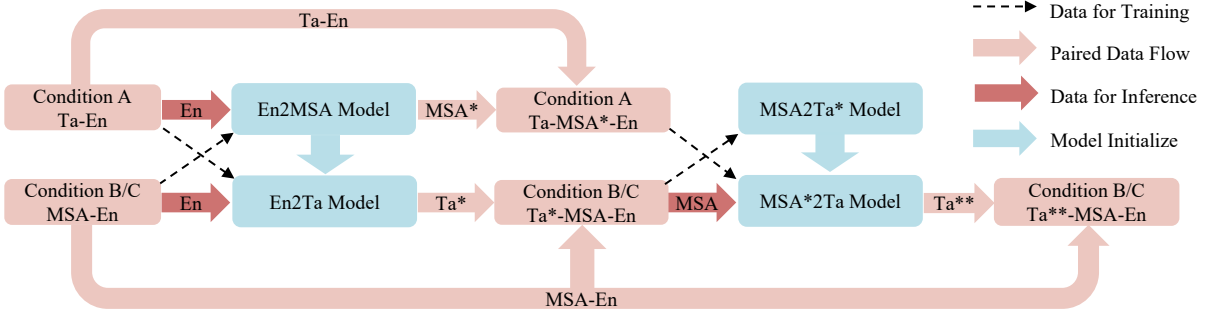 Ta-En
Data for Training
Paired Data Flow
Data for Inference
Model Initialize
Condition A
Ta-En
En
En2MSA Model
MSA*
Condition A
Ta-MSA*-En
MSA2Ta* Model
Condition B/C
MSA-En
En
En2Ta Model
Ta*
Condition B/C
Ta*-MSA-En
MSA
MSA*2Ta Model
Ta**
Condition B/C
Ta**-MSA-En
MSA-En